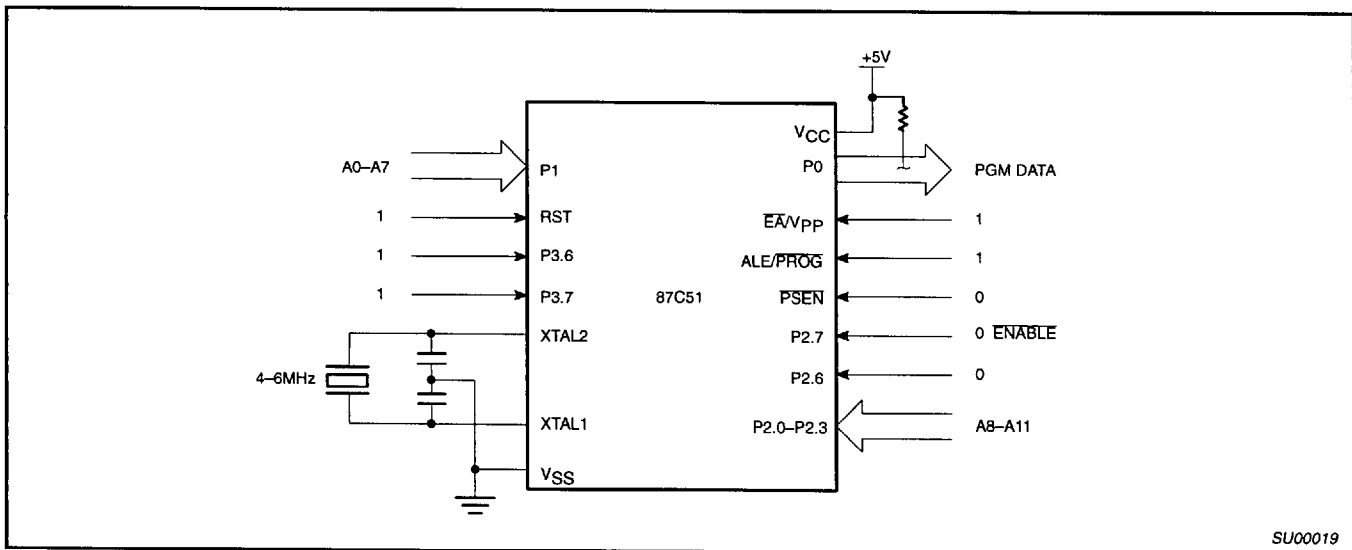 +5V
VCC
A0–A7
P1
P0
PGM DATA
1
RST
EA/VPP
1
1
P3.6
ALE/PROG
1
1
P3.7
87C51
PSEN
0
XTAL2
P2.7
0 ENABLE
4–6MHz
P2.6
0
XTAL1
P2.0–P2.3
A8–A11
VSS
SU00019